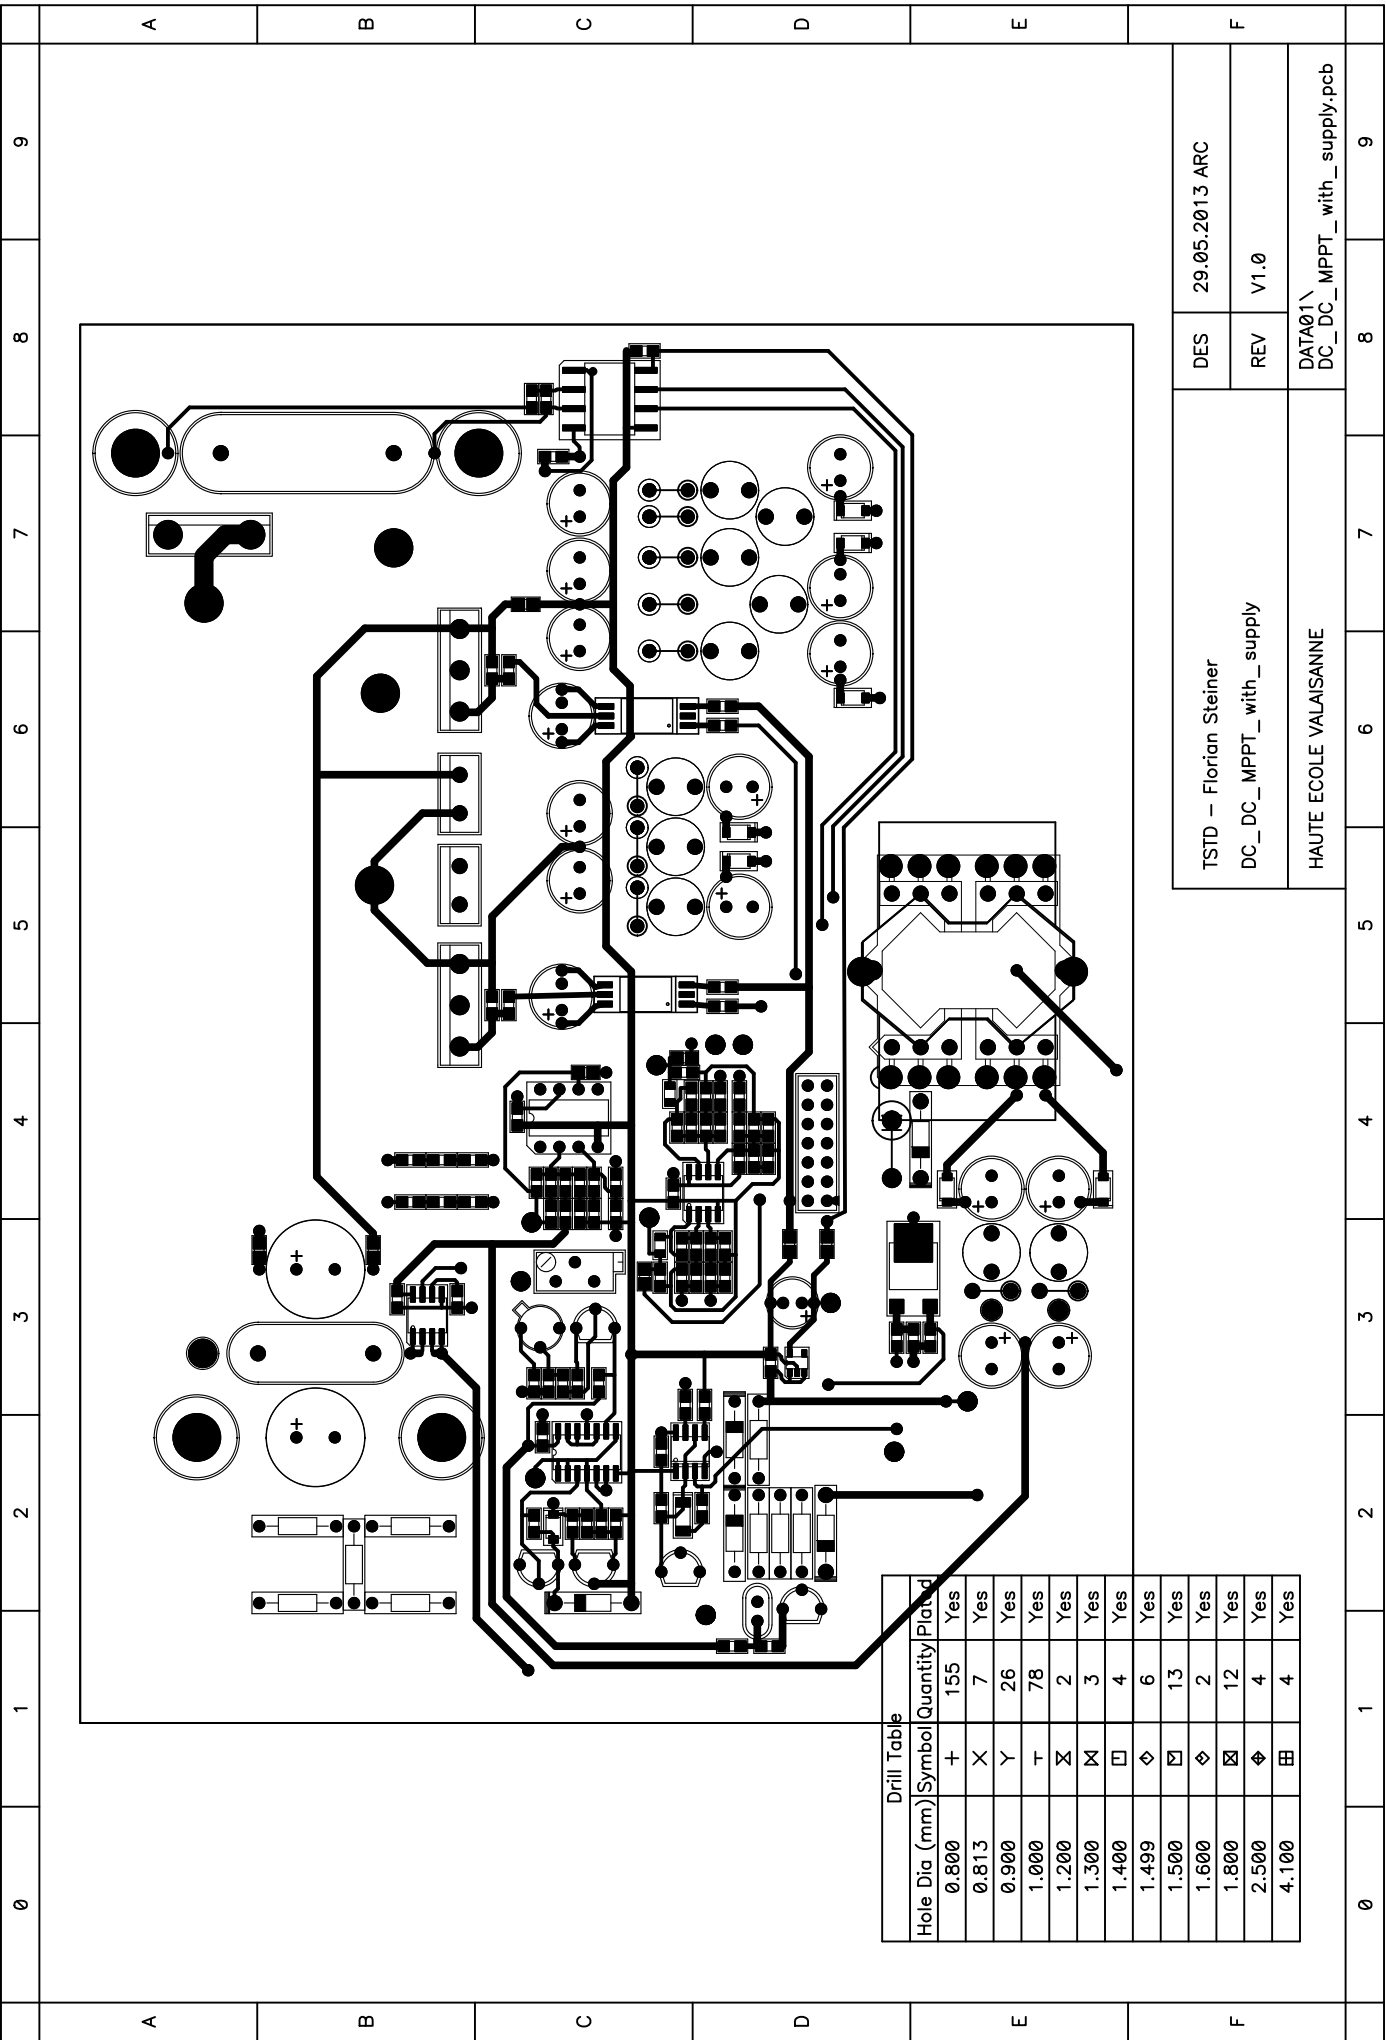 A B C D E F
9 9
8 8
7 7
6 6
5 5
4 4
3 3
2 2
1 1
0 0
A B C D E F
TSTD – Florian Steiner
DES 29.05.2013 ARC
DC_DC_MPPT_with_supply
REV V1.0
HAUTE ECOLE VALAISANNE
DATA01\
DC_DC_MPPT_with_supply.pcb
Drill Table
Hole Dia (mm) Symbol Quantity Plated
0.800 + 155 Yes
0.813 X 7 Yes
0.900 Y 26 Yes
1.000 T 78 Yes
1.200 2 Yes
1.300 3 Yes
1.400 4 Yes
1.499 6 Yes
1.500 13 Yes
1.600 2 Yes
1.800 12 Yes
2.500 4 Yes
4.100 4 Yes